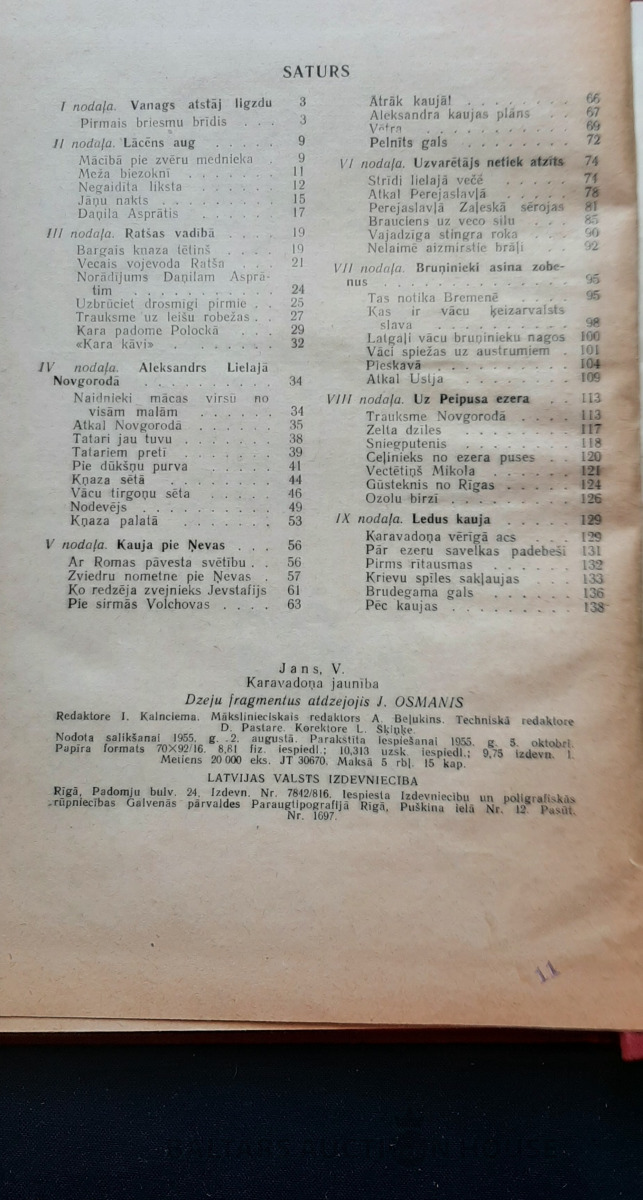 SATURS
I nodaļa. Vanags atstāj ligzdu 3
Pirmais briesmu brīdis . . . 3
II nodaļa. Lācēns aug . . . . . 9
Mācībā pie zvēru mednieka . 9
Meža biezoknī . . . . . . 11
Negaidīta liksta . . . . . 12
Jāņu nakts . . . . . . . 15
Daņila Asprātis . . . . . 17
III nodaļa. Ratšas vadībā . . . . 19
Bargais kņaza tētiņš . . . 19
Vecais vojevoda Ratša . . . 21
Norādījums Daņilam Asprā-
tim . . . . . . . . 24
Uzbrūciet drosmīgi pirmie . . 25
Trauksme uz leišu robežas . . 27
Kara padome Polockā . . . 29
«Kara kāvi» . . . . . . . 32
IV nodaļa. Aleksandrs Lielajā
Novgorodā . . . . . . . . . 34
Naidnieki mācas virsū no
visām malām . . . . . . 34
Atkal Novgorodā . . . . . 35
Tatari jau tuvu . . . . . . 38
Tatariem pretī . . . . . . 39
Pie dūkšņu purva . . . . . 41
Kņaza sētā . . . . . . . 44
Vācu tirgoņu sēta . . . . . 46
Nodevējs . . . . . . . . 49
Kņaza palātā . . . . . . 53
V nodaļa. Kauja pie Ņevas . . . 56
Ar Romas pāvesta svētību . . 56
Zviedru nometne pie Ņevas . 57
Ko redzēja zvejnieks Jevstafijs 61
Pie sirmās Volchovas . . . . 63
Ātrāk kaujā! . . . . . . . 66
Aleksandra kaujas plāns . . 67
Vētra . . . . . . . . . 69
Pelnīts gals . . . . . . . 72
VI nodaļa. Uzvarētājs netiek atzīts 74
Strīdi lielajā večē . . . . . 74
Atkal Perejaslavļā . . . . . 78
Perejaslavļā Zaļeskā sērojas 81
Brauciens uz veco silu . . . 85
Vajadzīga stingra roka . . . 90
Nelaimē aizmirstie brāļi . . 92
VII nodaļa. Bruņinieki asina zobe-
nus . . . . . . . . . . . . 95
Tas notika Bremenē . . . . 95
Kas ir vācu ķeizarvalsts
slava . . . . . . . . . 98
Latgaļi vācu bruņinieku nagos 100
Vāci spiežas uz austrumiem . 101
Pieskavā . . . . . . . . 104
Atkal Ustjā . . . . . . . 109
VIII nodaļa. Uz Peipusa ezera . . 113
Trauksme Novgorodā . . . . 113
Zelta dzīles . . . . . . . 117
Sniegputenis . . . . . . . 118
Ceļinieks no ezera puses . . 120
Vectētiņš Mikola . . . . . 121
Gūsteknis no Rīgas . . . . 124
Ozolu birzī . . . . . . . 126
IX nodaļa. Ledus kauja . . . . . 129
Karavadoņa vērīgā acs . . . 129
Pār ezeru savelkas padebeši 131
Pirms rītausmas . . . . . 132
Krievu spīles sakļaujas . . . 133
Brudegama gals . . . . . . 136
Pēc kaujas . . . . . . . . 138
Jans, V.
Karavadoņa jaunība
Dzeju fragmentus atdzejojis J. OSMANIS
Redaktore I. Kalnciema. Mākslinieciskais redaktors A. Beļukins. Techniskā redaktore
D. Pastare. Korektore L. Šķiņķe.
Nodota salikšanai 1955. g. 2. augustā. Parakstīta iespiešanai 1955. g. 5. oktobrī.
Papīra formāts 70×92/16. 8,81 fiz. iespiedl.; 10,313 uzsk. iespiedl.; 9,75 izdevn. l.
Metiens 20 000 eks. JT 30670. Maksā 5 rbļ. 15 kap.
LATVIJAS VALSTS IZDEVNIECĪBA
Rīgā, Padomju bulv. 24. Izdevn. Nr. 7842/816. Iespiesta Izdevniecību un poligrafiskās
rūpniecības Galvenās pārvaldes Paraugtipografijā Rīgā, Puškina ielā Nr. 12. Pasūt.
Nr. 1697.
11